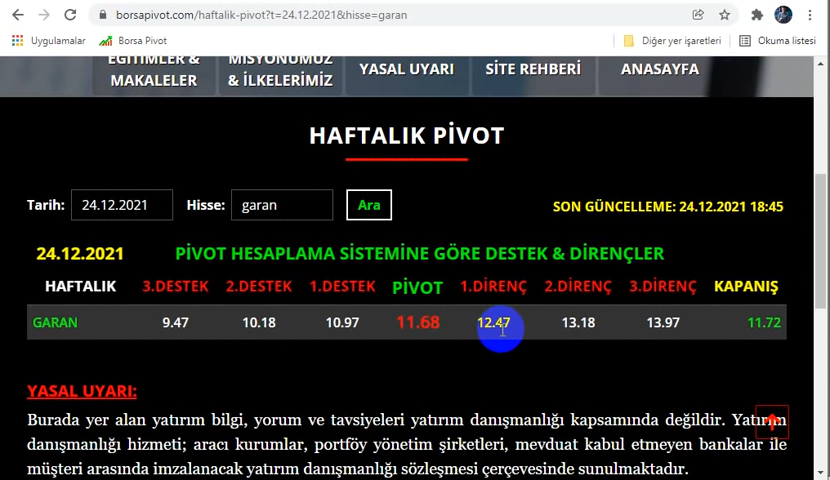 borsapivot.com/haftalik-pivot?t=24.12.2021&hisse=garan
Uygulamalar Borsa Pivot Diğer yer işaretleri Okuma listesi
EĞİTİMLER & MAKALELER
MİSYONUMUZ & İLKELERİMİZ
YASAL UYARI
SİTE REHBERİ
ANASAYFA
HAFTALIK PİVOT
Tarih: 24.12.2021 Hisse: garan Ara SON GÜNCELLEME: 24.12.2021 18:45
24.12.2021 PİVOT HESAPLAMA SİSTEMİNE GÖRE DESTEK & DİRENÇLER
HAFTALIK 3.DESTEK 2.DESTEK 1.DESTEK PİVOT 1.DİRENÇ 2.DİRENÇ 3.DİRENÇ KAPANIŞ
GARAN 9.47 10.18 10.97 11.68 12.47 13.18 13.97 11.72
YASAL UYARI:
Burada yer alan yatırım bilgi, yorum ve tavsiyeleri yatırım danışmanlığı kapsamında değildir. Yatırım
danışmanlığı hizmeti; aracı kurumlar, portföy yönetim şirketleri, mevduat kabul etmeyen bankalar ile
müşteri arasında imzalanacak yatırım danışmanlığı sözleşmesi çerçevesinde sunulmaktadır.